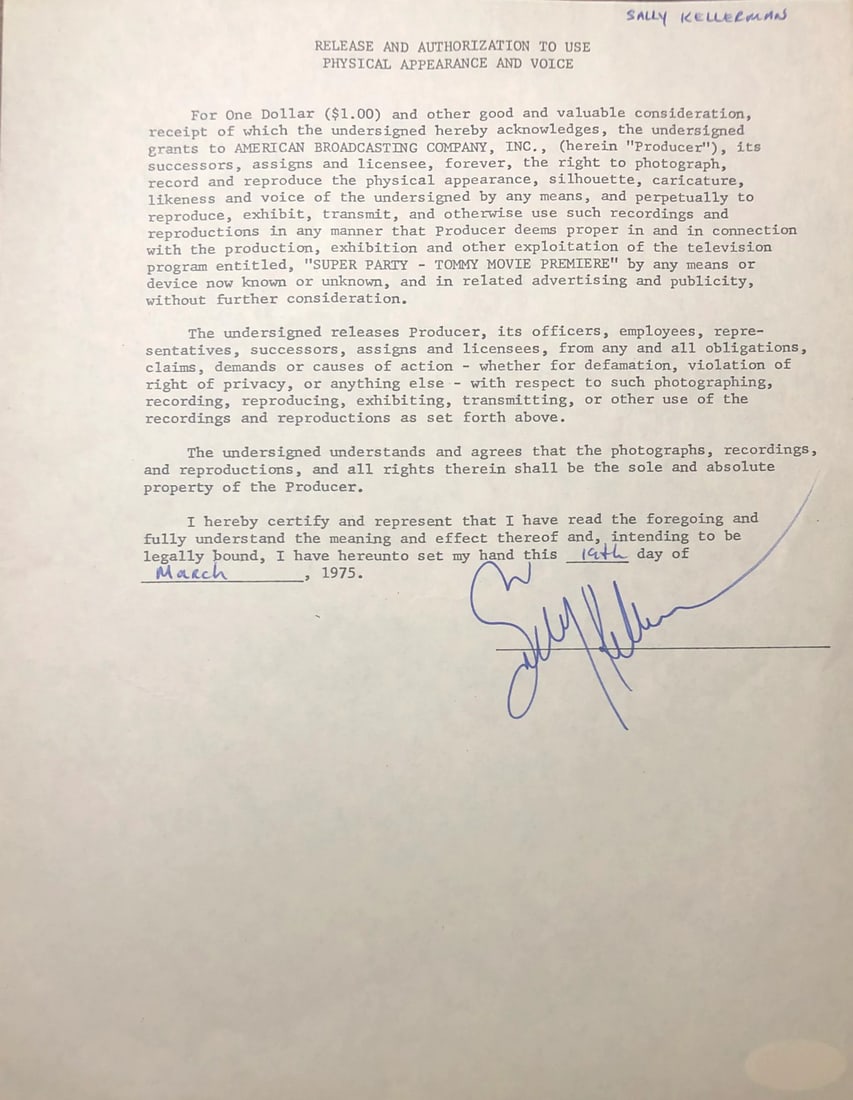 SALLY KELLERMAN
RELEASE AND AUTHORIZATION TO USE
PHYSICAL APPEARANCE AND VOICE
For One Dollar ($1.00) and other good and valuable consideration,
receipt of which the undersigned hereby acknowledges, the undersigned
grants to AMERICAN BROADCASTING COMPANY, INC., (herein "Producer"), its
successors, assigns and licensee, forever, the right to photograph,
record and reproduce the physical appearance, silhouette, caricature,
likeness and voice of the undersigned by any means, and perpetually to
reproduce, exhibit, transmit, and otherwise use such recordings and
reproductions in any manner that Producer deems proper in and in connection
with the production, exhibition and other exploitation of the television
program entitled, "SUPER PARTY - TOMMY MOVIE PREMIERE" by any means or
device now known or unknown, and in related advertising and publicity,
without further consideration.
The undersigned releases Producer, its officers, employees, repre-
sentatives, successors, assigns and licensees, from any and all obligations,
claims, demands or causes of action - whether for defamation, violation of
right of privacy, or anything else - with respect to such photographing,
recording, reproducing, exhibiting, transmitting, or other use of the
recordings and reproductions as set forth above.
The undersigned understands and agrees that the photographs, recordings,
and reproductions, and all rights therein shall be the sole and absolute
property of the Producer.
I hereby certify and represent that I have read the foregoing and
fully understand the meaning and effect thereof and, intending to be
legally bound, I have hereunto set my hand this 19th day of
March, 1975.
Sally Kellerman